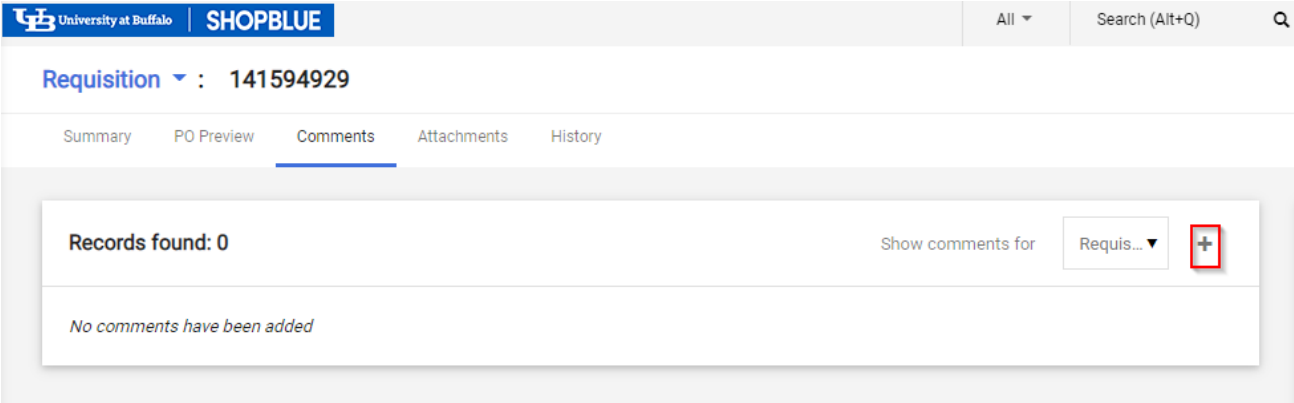 UB University at Buffalo SHOPBLUE All Search (Alt+Q)
Requisition : 141594929
Summary PO Preview Comments Attachments History
Records found: 0 Show comments for Requis... +
No comments have been added